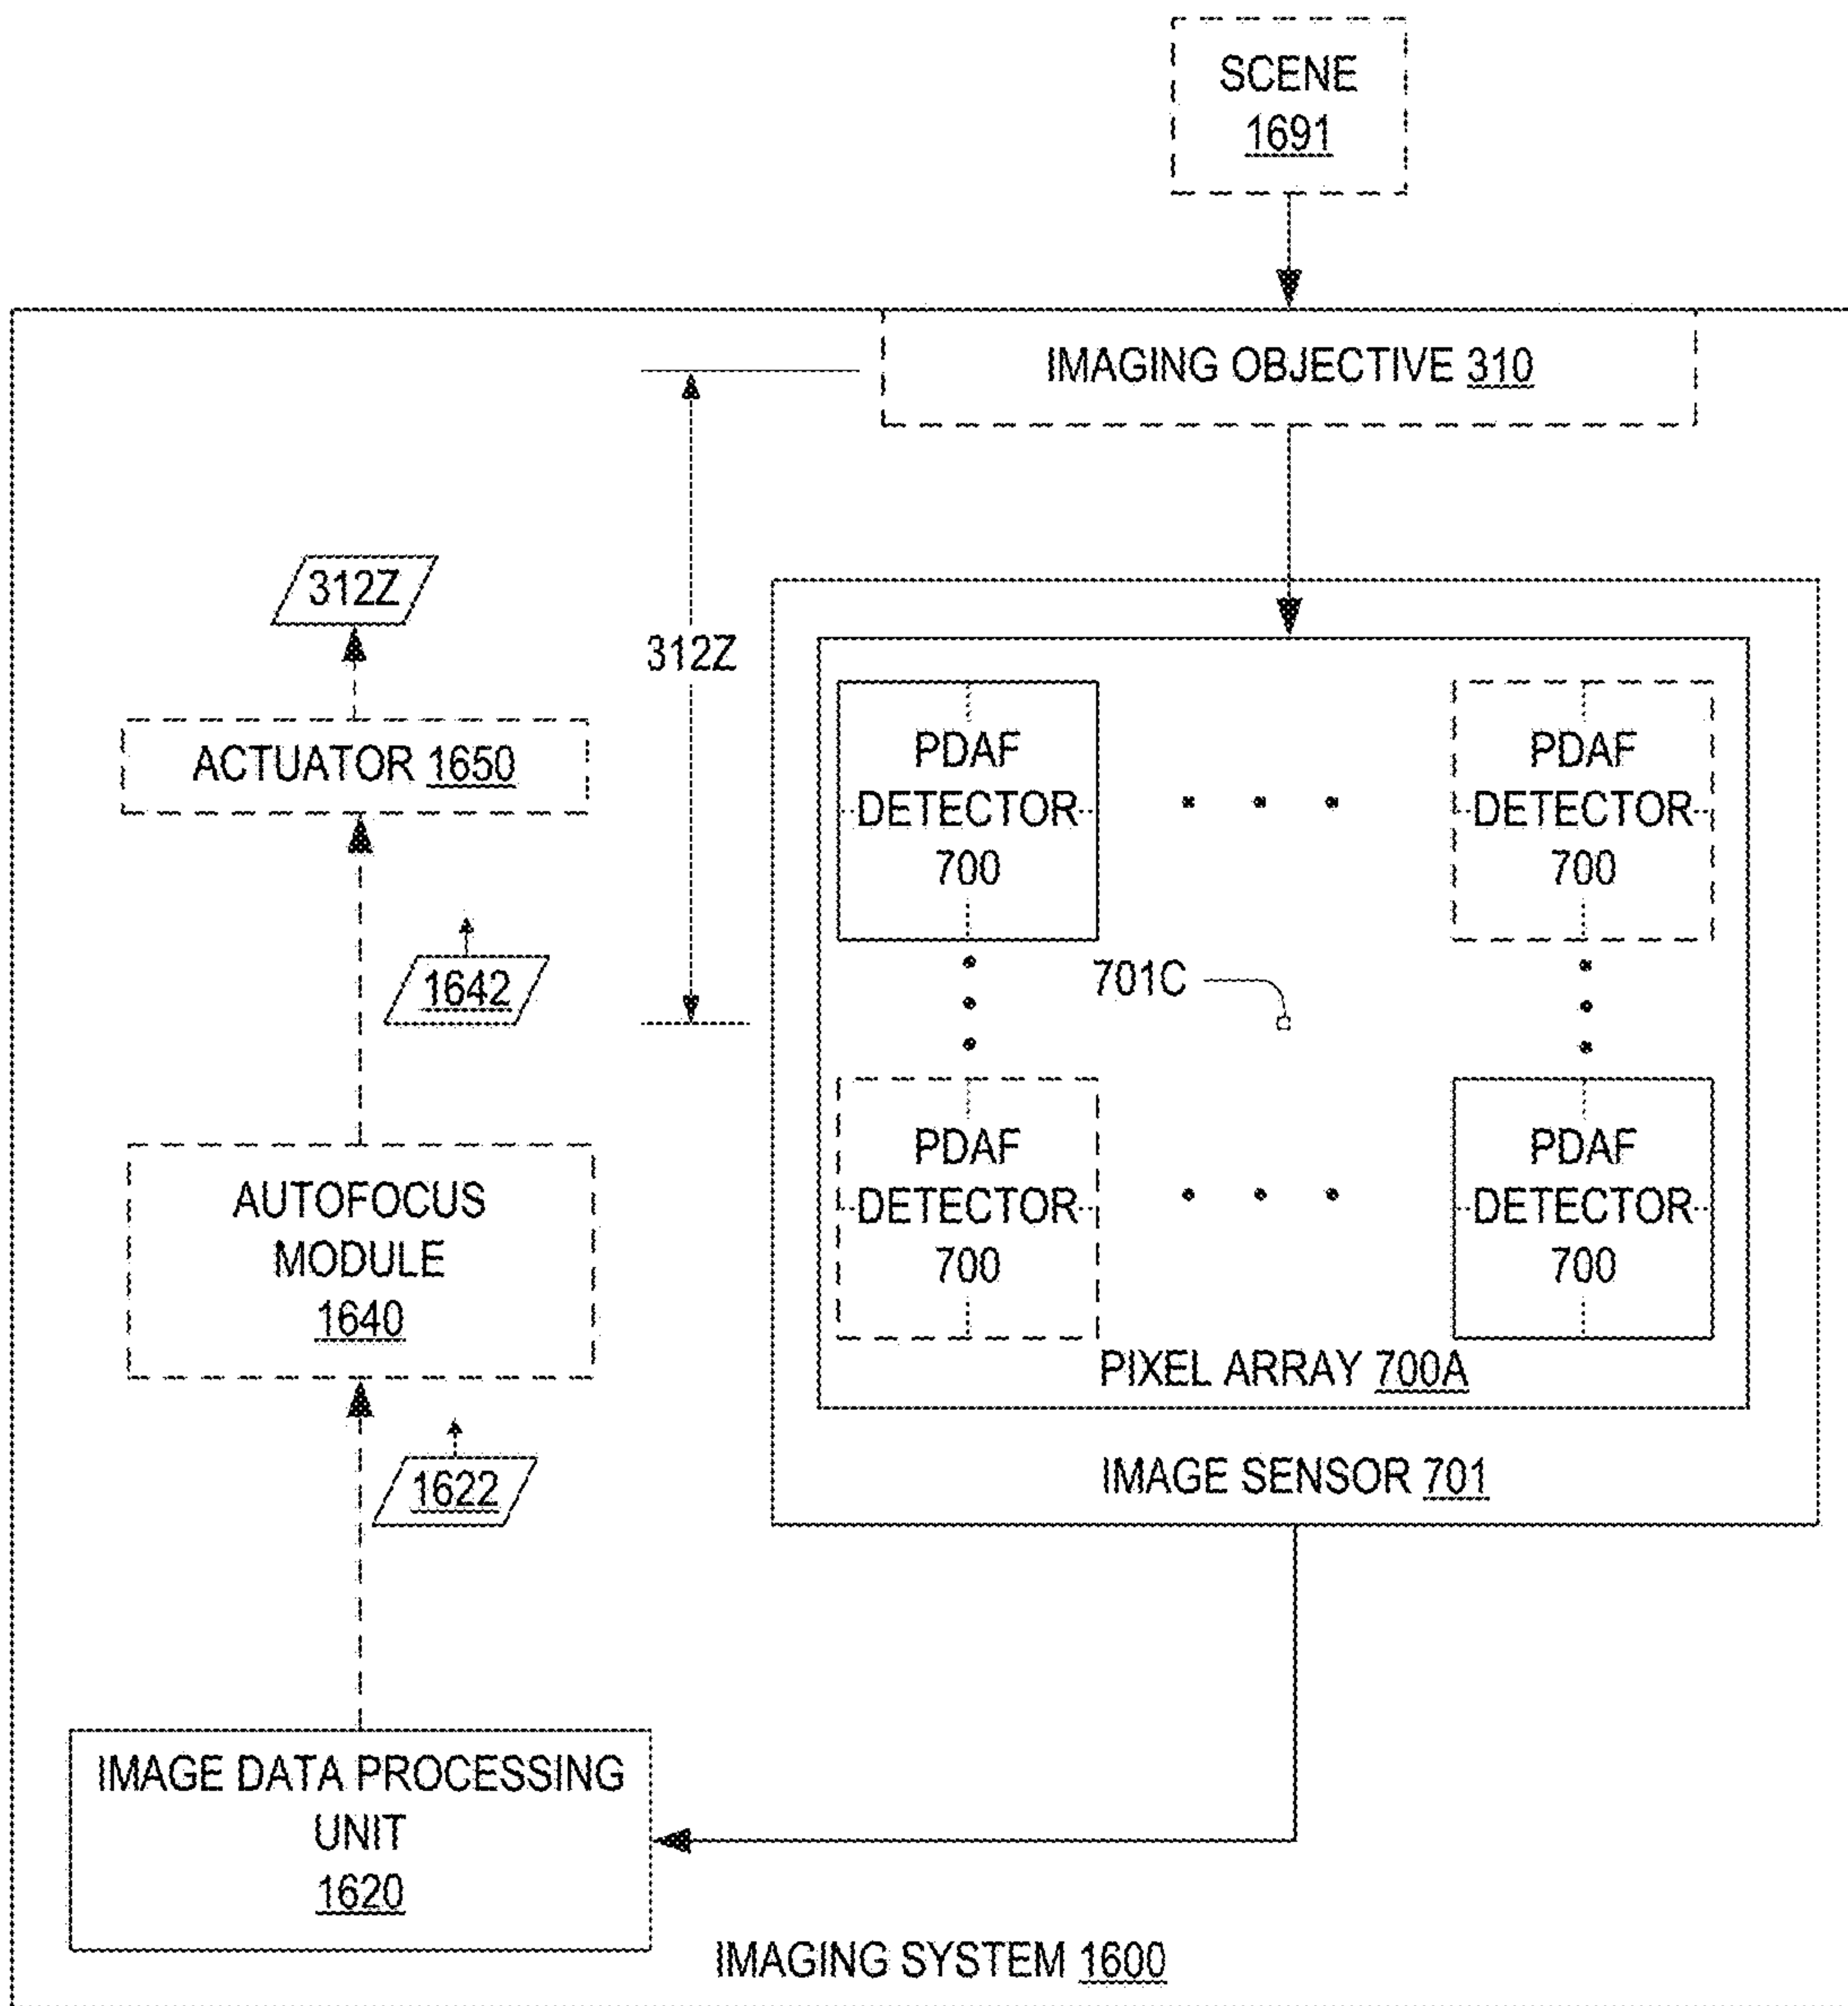 SCENE
1691
IMAGING OBJECTIVE 310
312Z
312Z
ACTUATOR 1650
PDAF
DETECTOR
700
PDAF
DETECTOR
700
1642
701C
AUTOFOCUS
MODULE
1640
PDAF
DETECTOR
700
PDAF
DETECTOR
700
PIXEL ARRAY 700A
1622
IMAGE SENSOR 701
IMAGE DATA PROCESSING
UNIT
1620
IMAGING SYSTEM 1600